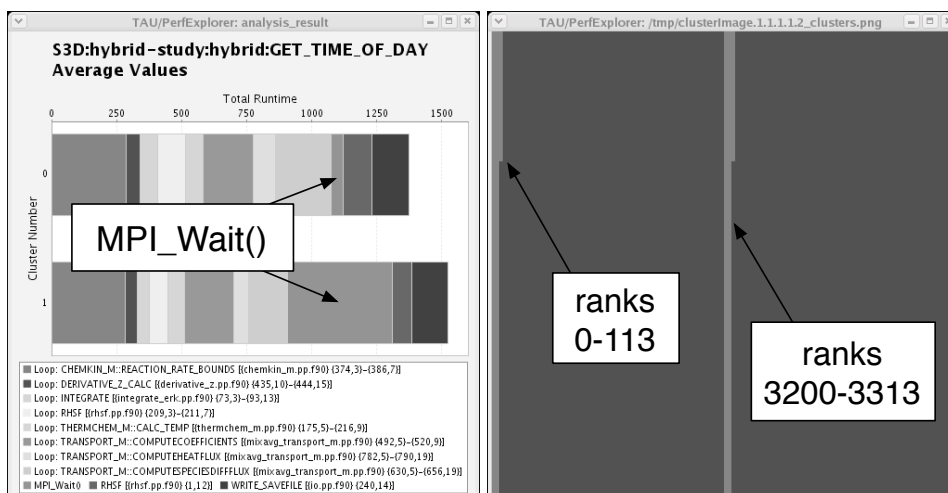 TAU/PerfExplorer: analysis_result
S3D:hybrid-study:hybrid:GET_TIME_OF_DAY
Average Values
Total Runtime
0 250 500 750 1000 1250 1500
Cluster Number
0
1
MPI_Wait()
Loop: CHEMKIN_M::REACTION_RATE_BOUNDS [{chemkin_m.pp.f90} {374,3}-{386,7}]
Loop: DERIVATIVE_Z_CALC [{derivative_z.pp.f90} {435,10}-{444,15}]
Loop: INTEGRATE [{integrate_erk.pp.f90} {73,3}-{93,13}]
Loop: RHSF [{rhsf.pp.f90} {209,3}-{211,7}]
Loop: THERMCHEM_M::CALC_TEMP [{thermchem_m.pp.f90} {175,5}-{216,9}]
Loop: TRANSPORT_M::COMPUTECOEFFICIENTS [{mixavg_transport_m.pp.f90} {492,5}-{520,9}]
Loop: TRANSPORT_M::COMPUTEHEATFLUX [{mixavg_transport_m.pp.f90} {782,5}-{790,19}]
Loop: TRANSPORT_M::COMPUTESPECIESDIFFFLUX [{mixavg_transport_m.pp.f90} {630,5}-{656,19}]
MPI_Wait() RHSF [{rhsf.pp.f90} {1,12}] WRITE_SAVEFILE [{io.pp.f90} {240,14}]
TAU/PerfExplorer: /tmp/clusterImage.1.1.1.1.2_clusters.png
ranks
0-113
ranks
3200-3313